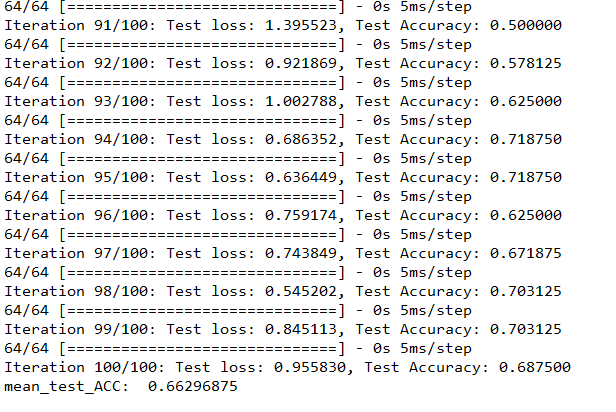 64/64 [==============================] - 0s 5ms/step
Iteration 91/100: Test loss: 1.395523, Test Accuracy: 0.500000
64/64 [==============================] - 0s 5ms/step
Iteration 92/100: Test loss: 0.921869, Test Accuracy: 0.578125
64/64 [==============================] - 0s 5ms/step
Iteration 93/100: Test loss: 1.002788, Test Accuracy: 0.625000
64/64 [==============================] - 0s 5ms/step
Iteration 94/100: Test loss: 0.686352, Test Accuracy: 0.718750
64/64 [==============================] - 0s 5ms/step
Iteration 95/100: Test loss: 0.636449, Test Accuracy: 0.718750
64/64 [==============================] - 0s 5ms/step
Iteration 96/100: Test loss: 0.759174, Test Accuracy: 0.625000
64/64 [==============================] - 0s 5ms/step
Iteration 97/100: Test loss: 0.743849, Test Accuracy: 0.671875
64/64 [==============================] - 0s 5ms/step
Iteration 98/100: Test loss: 0.545202, Test Accuracy: 0.703125
64/64 [==============================] - 0s 5ms/step
Iteration 99/100: Test loss: 0.845113, Test Accuracy: 0.703125
64/64 [==============================] - 0s 5ms/step
Iteration 100/100: Test loss: 0.955830, Test Accuracy: 0.687500
mean_test_ACC:  0.66296875